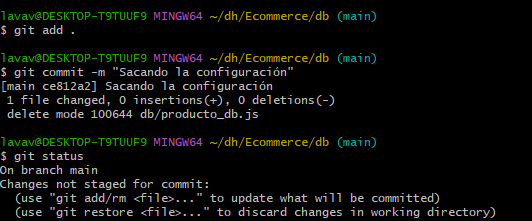 lavav@DESKTOP-T9TUUF9 MINGW64 ~/dh/Ecommerce/db (main)
$ git add .
lavav@DESKTOP-T9TUUF9 MINGW64 ~/dh/Ecommerce/db (main)
$ git commit -m "Sacando la configuración"
[main ce812a2] Sacando la configuración
 1 file changed, 0 insertions(+), 0 deletions(-)
 delete mode 100644 db/producto_db.js
lavav@DESKTOP-T9TUUF9 MINGW64 ~/dh/Ecommerce/db (main)
$ git status
On branch main
Changes not staged for commit:
  (use "git add/rm <file>..." to update what will be committed)
  (use "git restore <file>..." to discard changes in working directory)